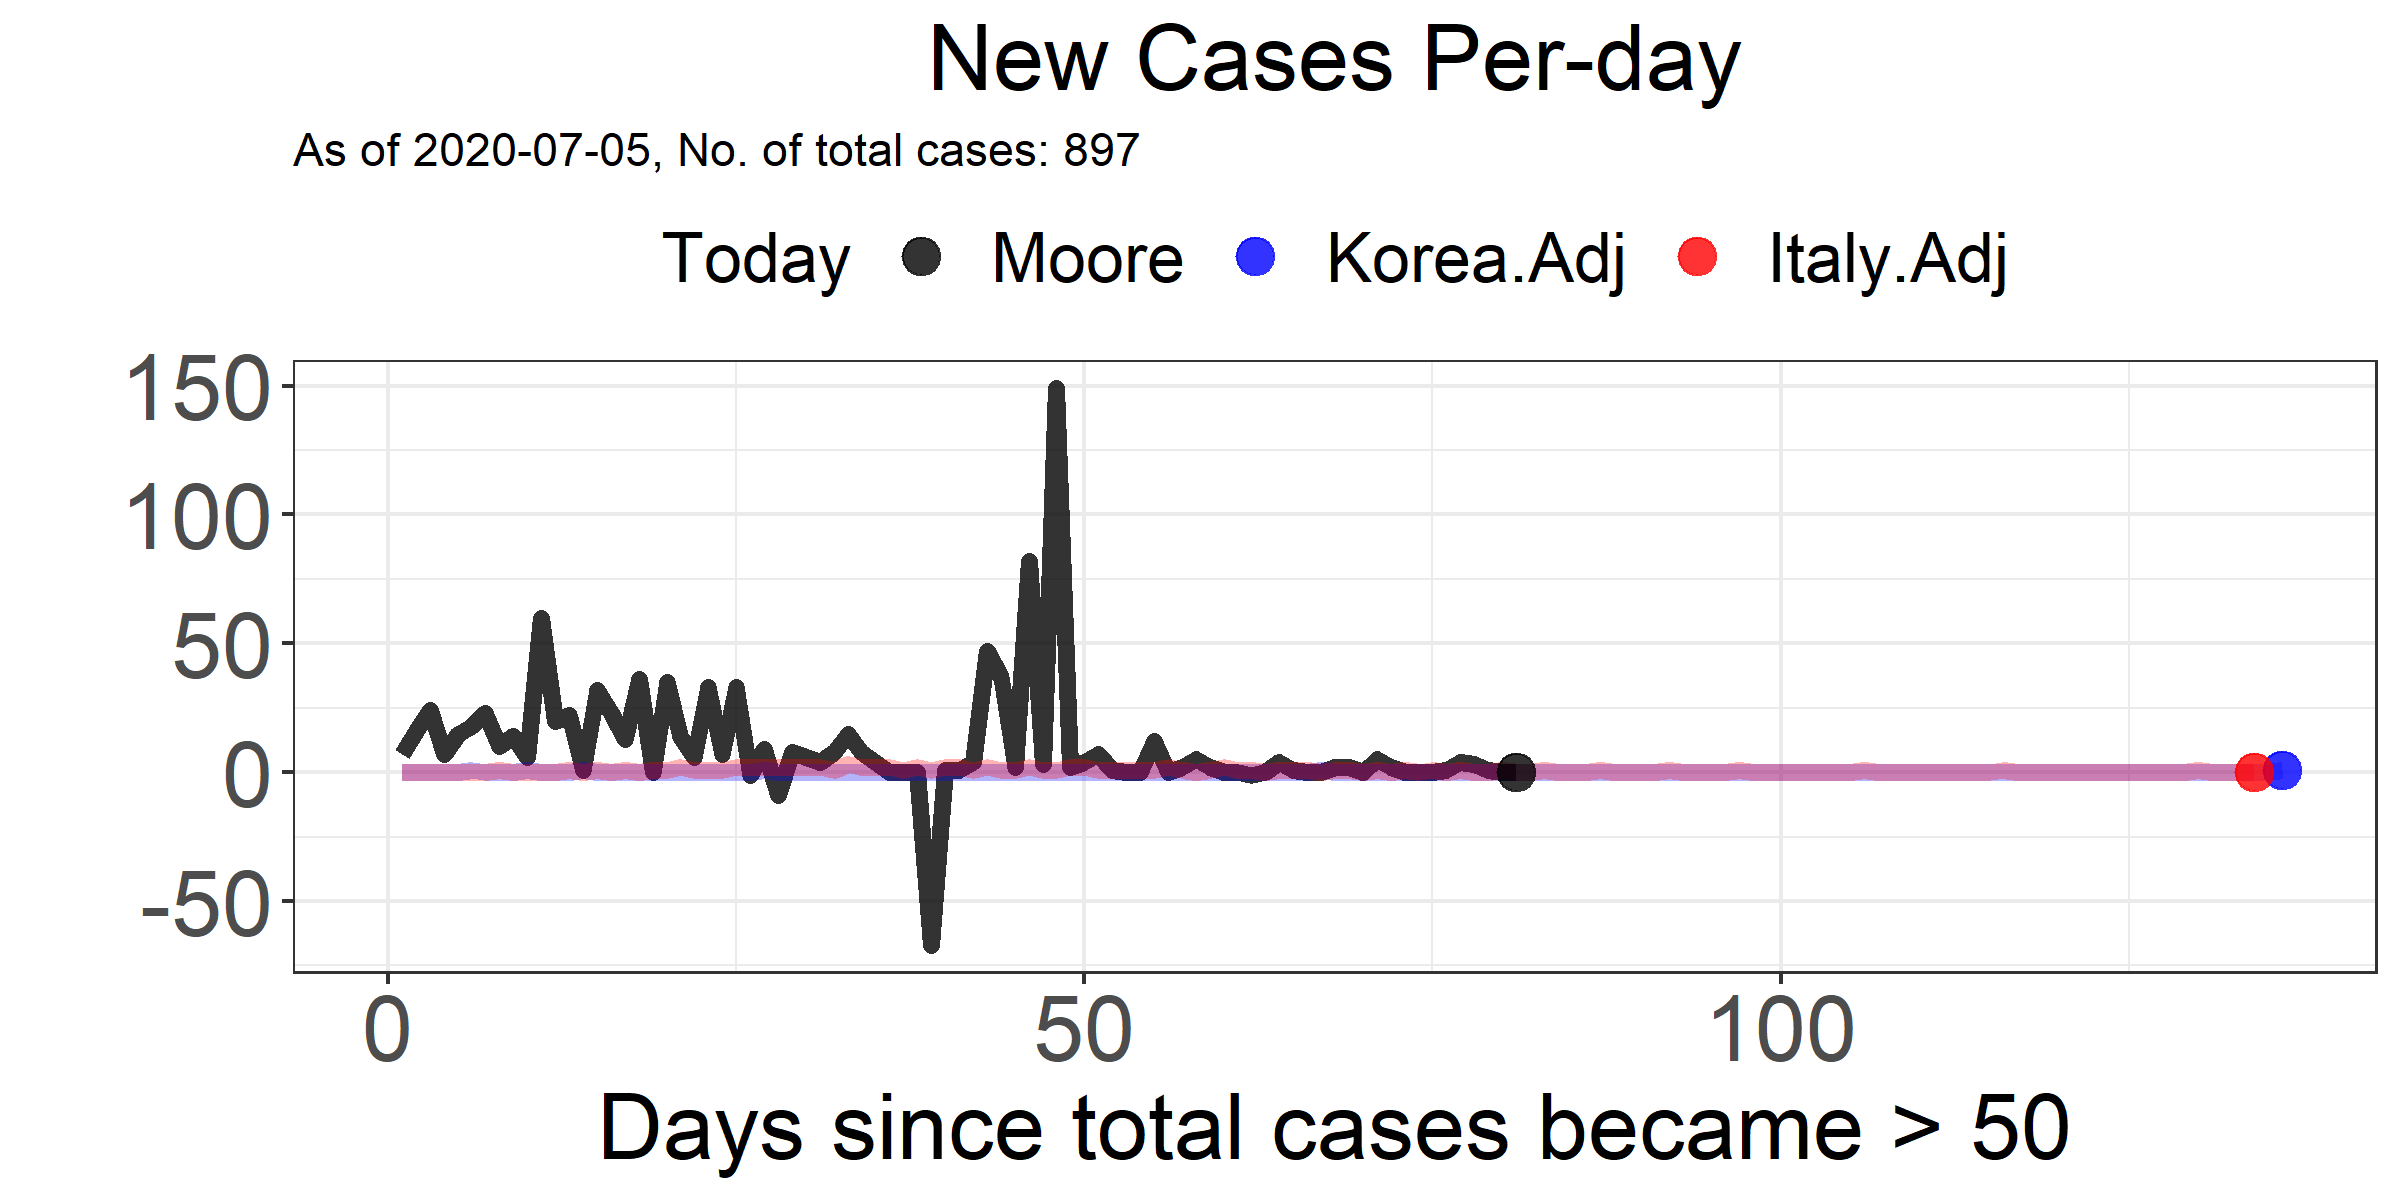 New Cases Per-day
As of 2020-07-05, No. of total cases: 897
Today Moore Korea.Adj Italy.Adj
150
100
50
0
-50
0 50 100
Days since total cases became > 50